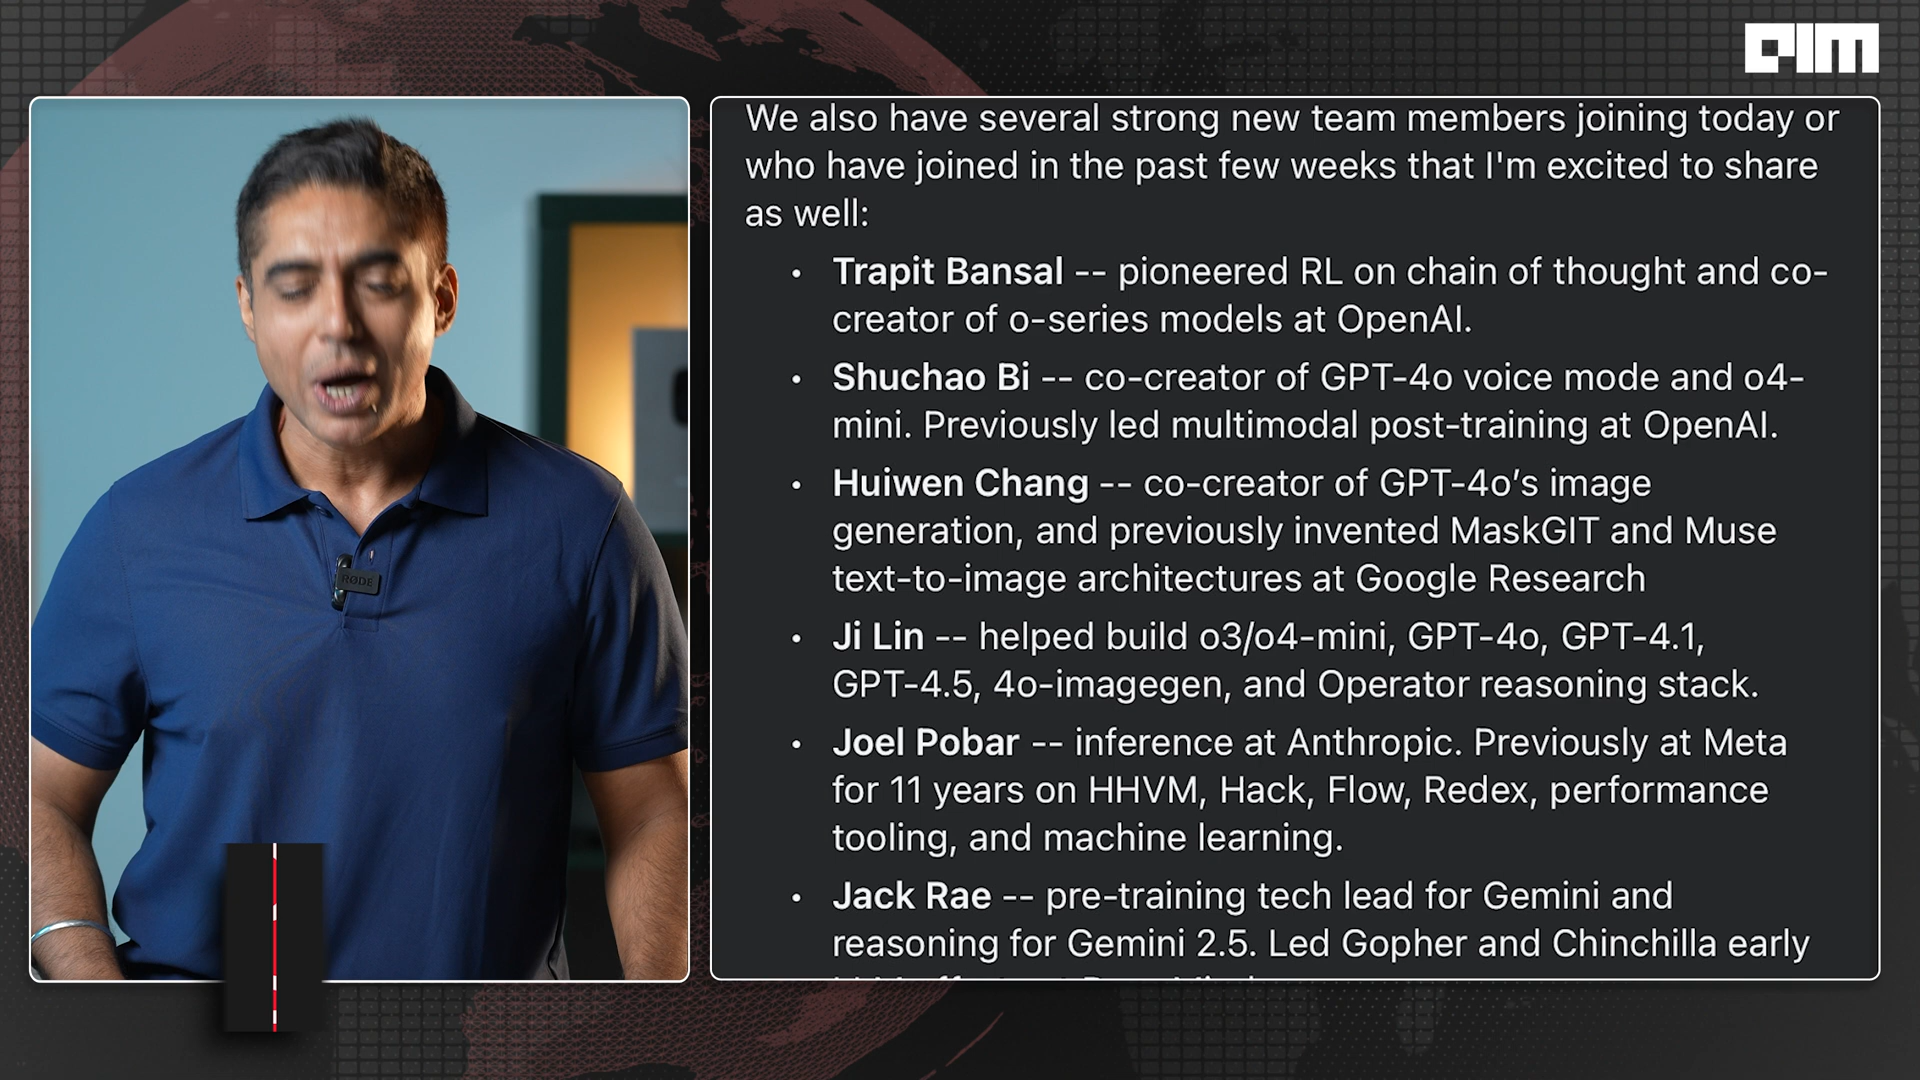 AIM
We also have several strong new team members joining today or
who have joined in the past few weeks that I'm excited to share
as well:
• Trapit Bansal -- pioneered RL on chain of thought and co-
creator of o-series models at OpenAI.
• Shuchao Bi -- co-creator of GPT-4o voice mode and o4-
mini. Previously led multimodal post-training at OpenAI.
• Huiwen Chang -- co-creator of GPT-4o’s image
generation, and previously invented MaskGIT and Muse
text-to-image architectures at Google Research
• Ji Lin -- helped build o3/o4-mini, GPT-4o, GPT-4.1,
GPT-4.5, 4o-imagegen, and Operator reasoning stack.
• Joel Pobar -- inference at Anthropic. Previously at Meta
for 11 years on HHVM, Hack, Flow, Redex, performance
tooling, and machine learning.
• Jack Rae -- pre-training tech lead for Gemini and
reasoning for Gemini 2.5. Led Gopher and Chinchilla early
RØDE